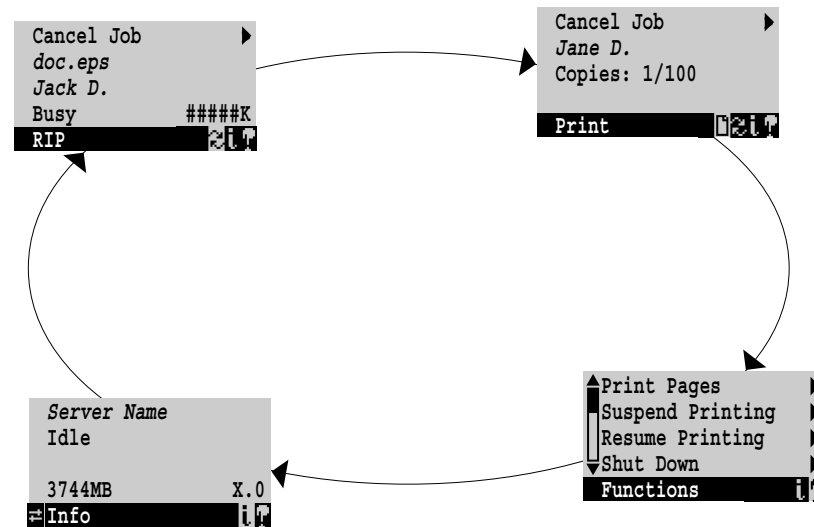 Cancel Job
doc.eps
Jack D.
Busy #####K
RIP
Cancel Job
Jane D.
Copies: 1/100
Print
Print Pages
Suspend Printing
Resume Printing
Shut Down
Functions
Server Name
Idle
3744MB X.0
Info